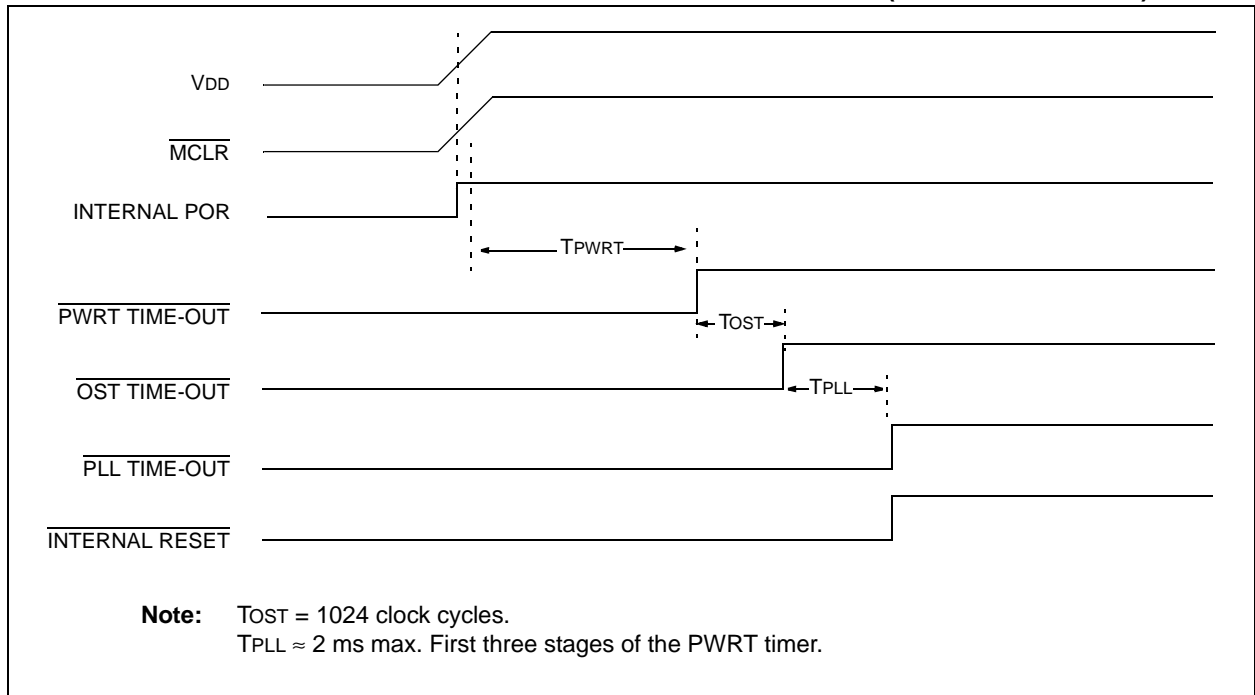 VDD
MCLR
INTERNAL POR
TPWRT
PWRT TIME-OUT
TOST
OST TIME-OUT
TPLL
PLL TIME-OUT
INTERNAL RESET
Note: TOST = 1024 clock cycles.
TPLL ≈ 2 ms max. First three stages of the PWRT timer.